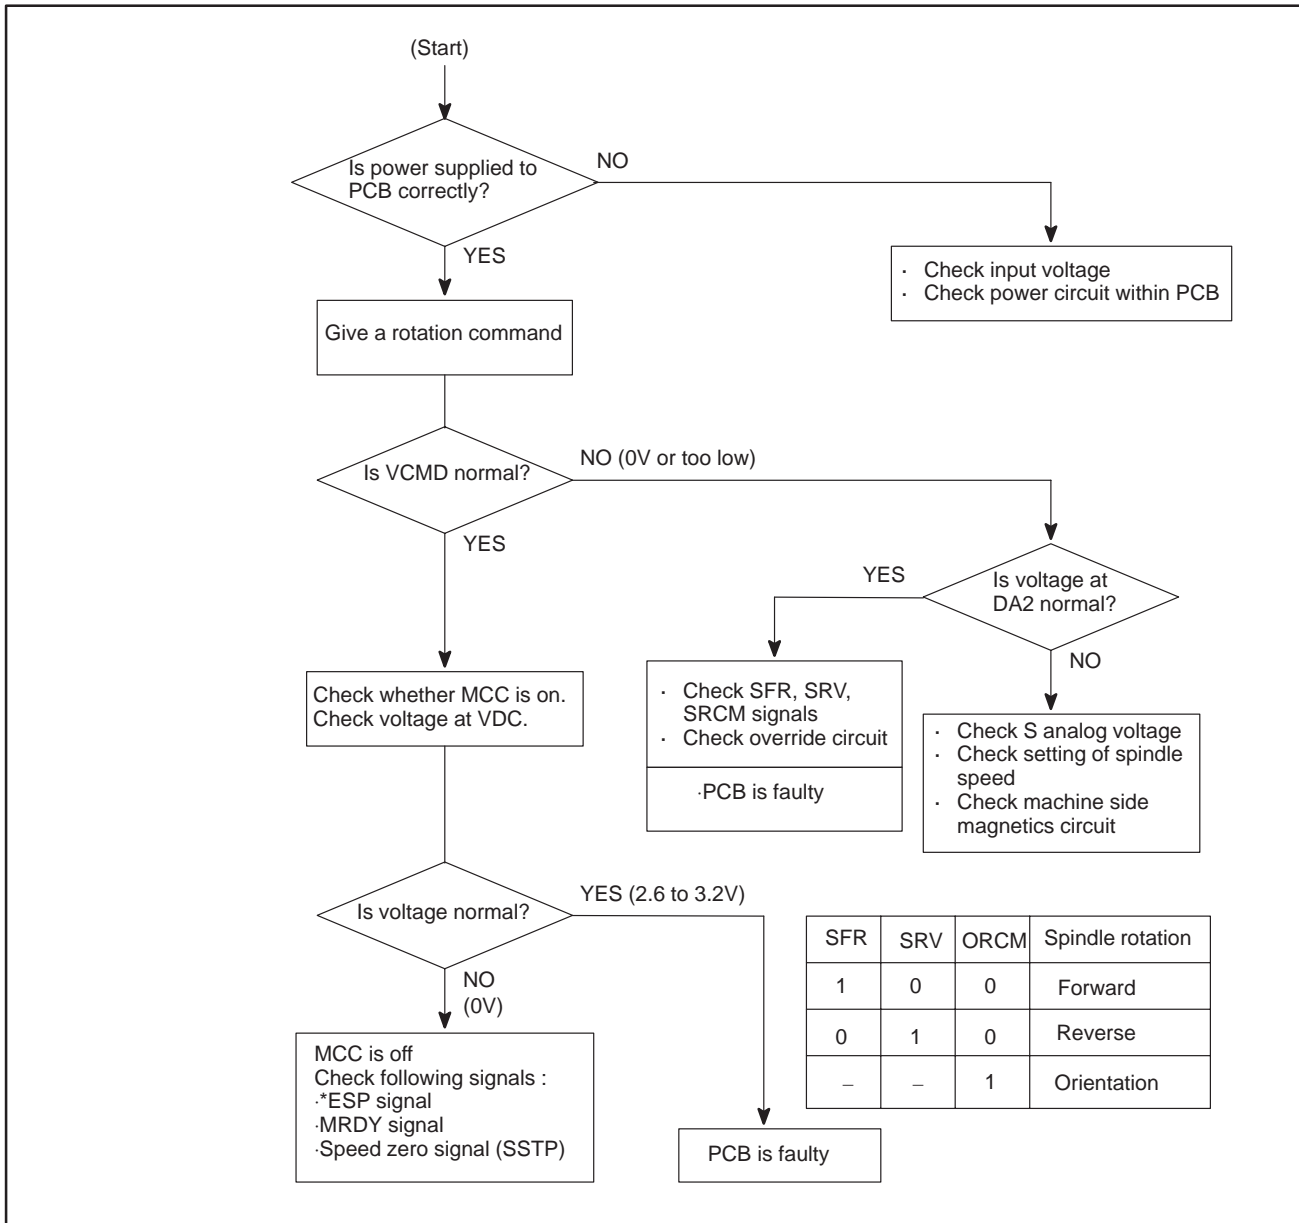 (Start)
Is power supplied to
PCB correctly?
NO
YES
· Check input voltage
· Check power circuit within PCB
Give a rotation command
Is VCMD normal?
NO (0V or too low)
YES
Is voltage at
DA2 normal?
YES
NO
Check whether MCC is on.
Check voltage at VDC.
· Check SFR, SRV,
SRCM signals
· Check override circuit
·PCB is faulty
· Check S analog voltage
· Check setting of spindle
speed
· Check machine side
magnetics circuit
Is voltage normal?
YES (2.6 to 3.2V)
NO
(0V)
MCC is off
Check following signals :
·*ESP signal
·MRDY signal
·Speed zero signal (SSTP)
PCB is faulty
SFR SRV ORCM Spindle rotation
1 0 0 Forward
0 1 0 Reverse
– – 1 Orientation